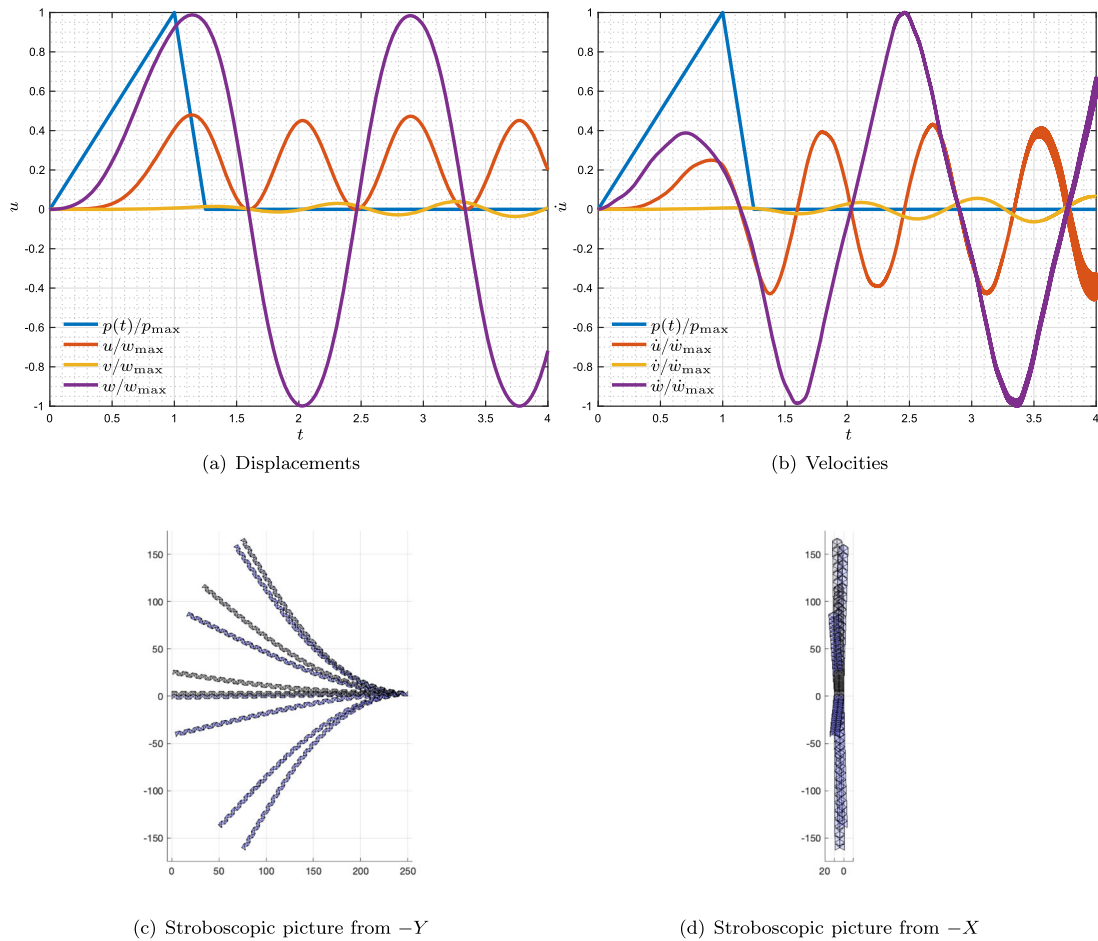 1
0.8
0.6
0.4
0.2
0
-0.2
-0.4
-0.6
-0.8
-1
u
p(t)/p_max
u/w_max
v/w_max
w/w_max
0 0.5 1 1.5 2 2.5 3 3.5 4
t
(a) Displacements
1
0.8
0.6
0.4
0.2
0
-0.2
-0.4
-0.6
-0.8
-1
u̇
p(t)/p_max
u̇/ẇ_max
v̇/ẇ_max
ẇ/ẇ_max
0 0.5 1 1.5 2 2.5 3 3.5 4
t
(b) Velocities
150
100
50
0
-50
-100
-150
0 50 100 150 200 250
(c) Stroboscopic picture from −Y
150
100
50
0
-50
-100
-150
20 0
(d) Stroboscopic picture from −X